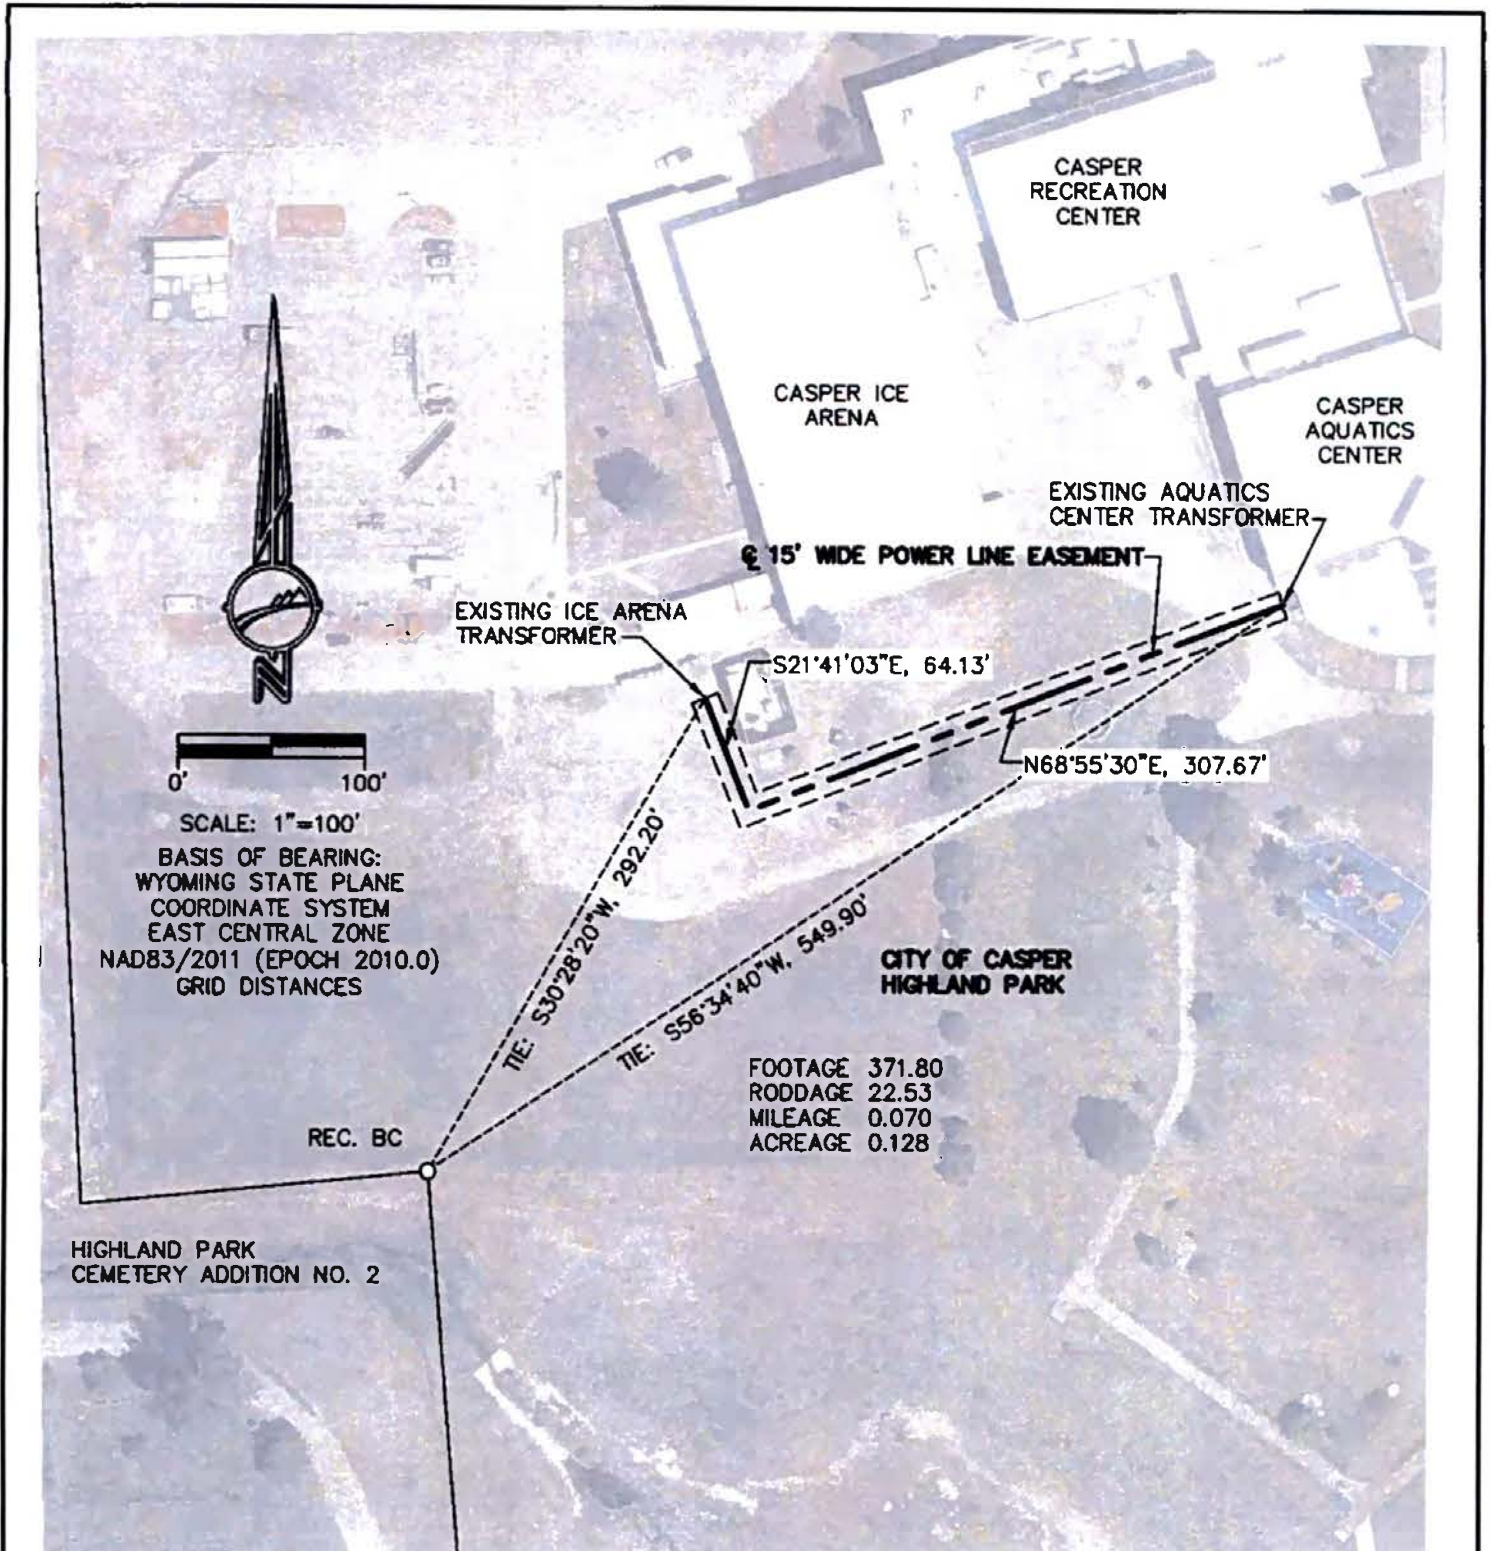 CASPER
RECREATION
CENTER
CASPER ICE
ARENA
CASPER
AQUATICS
CENTER
EXISTING AQUATICS
CENTER TRANSFORMER
℄ 15' WIDE POWER LINE EASEMENT
EXISTING ICE ARENA
TRANSFORMER
S21°41'03"E, 64.13'
N68°55'30"E, 307.67'
N
0' 100'
SCALE: 1"=100'
BASIS OF BEARING:
WYOMING STATE PLANE
COORDINATE SYSTEM
EAST CENTRAL ZONE
NAD83/2011 (EPOCH 2010.0)
GRID DISTANCES
TIE: S30°28'20"W, 292.20'
TIE: S56°34'40"W, 549.90'
CITY OF CASPER
HIGHLAND PARK
FOOTAGE 371.80
RODDAGE 22.53
MILEAGE 0.070
ACREAGE 0.128
REC. BC
HIGHLAND PARK
CEMETERY ADDITION NO. 2